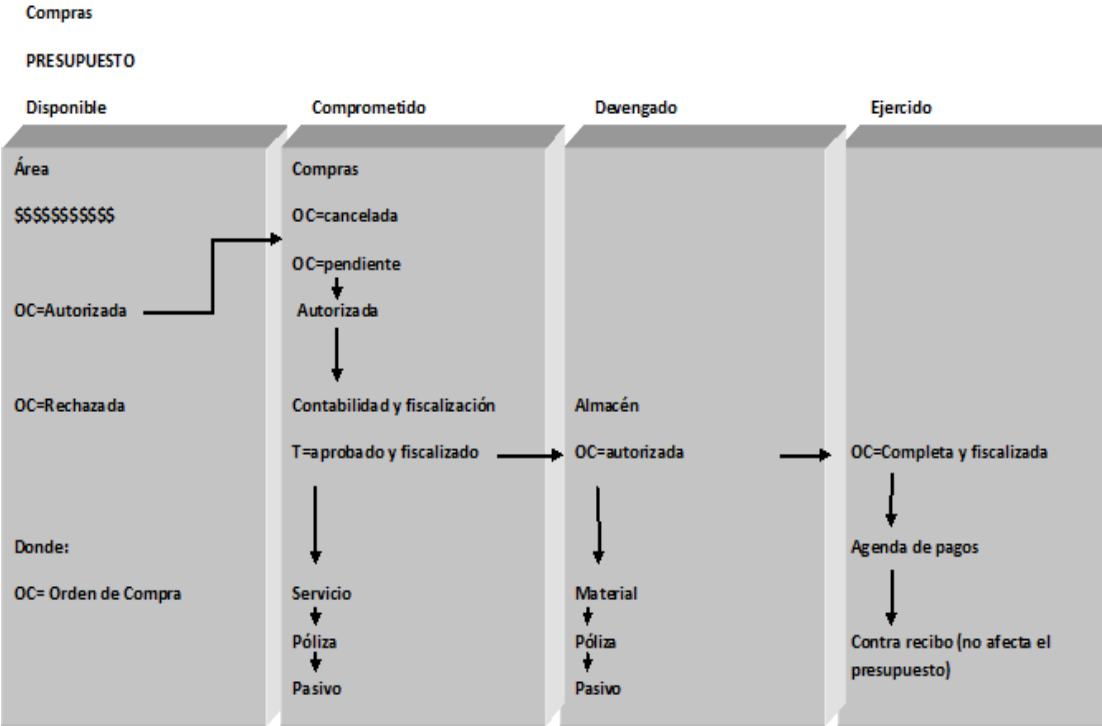 Compras
PRESUPUESTO
Disponible
Comprometido
Devengado
Ejercido
Área
$$$$$$$$$$$
OC=Autorizada
OC=Rechazada
Donde:
OC= Orden de Compra
Compras
OC=cancelada
OC=pendiente
Autorizada
Contabilidad y fiscalización
T=aprobado y fiscalizado
Servicio
Póliza
Pasivo
Almacén
OC=autorizada
Material
Póliza
Pasivo
OC=Completa y fiscalizada
Agenda de pagos
Contra recibo (no afecta el
presupuesto)